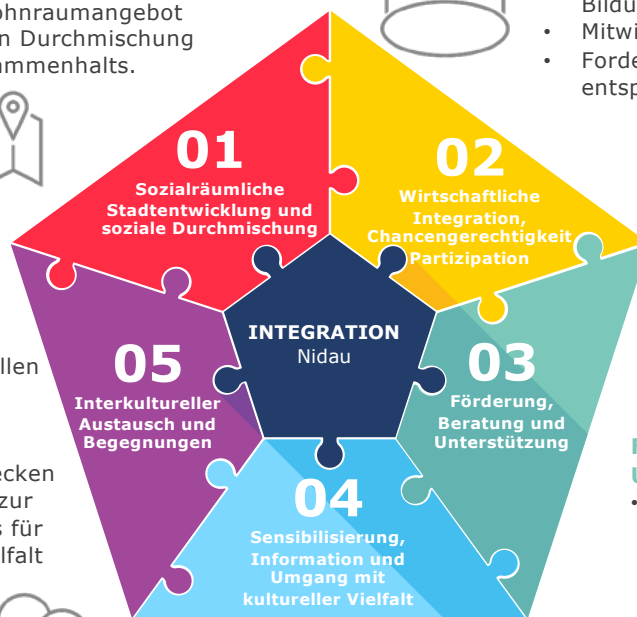 ohnraumangebot
n Durchmischung
ammenhalts.
Bildu
• Mitwi
• Forde
entsp
01
Sozialräumliche
Stadtentwicklung und
soziale Durchmischung
02
Wirtschaftliche
Integration,
Chancengerechtigkeit
Partizipation
INTEGRATION
Nidau
03
Förderung,
Beratung und
Unterstützung
05
Interkultureller
Austausch und
Begegnungen
04
Sensibilisierung,
Information und
Umgang mit
kultureller Vielfalt
llen
ecken
zur
s für
lfalt
•